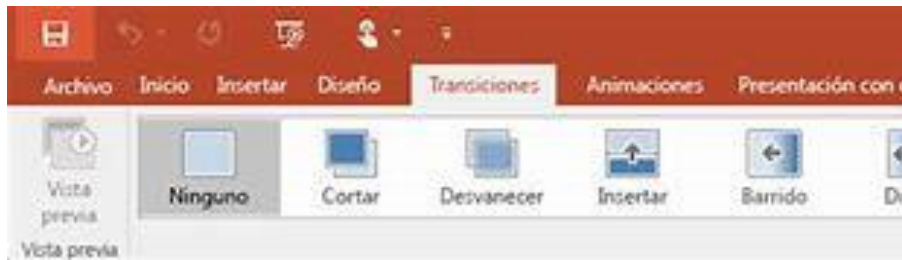 Archivo Inicio Insertar Diseño Transiciones Animaciones Presentación con
Vista previa
Ninguno Cortar Desvanecer Insertar Barrido
Vista previa